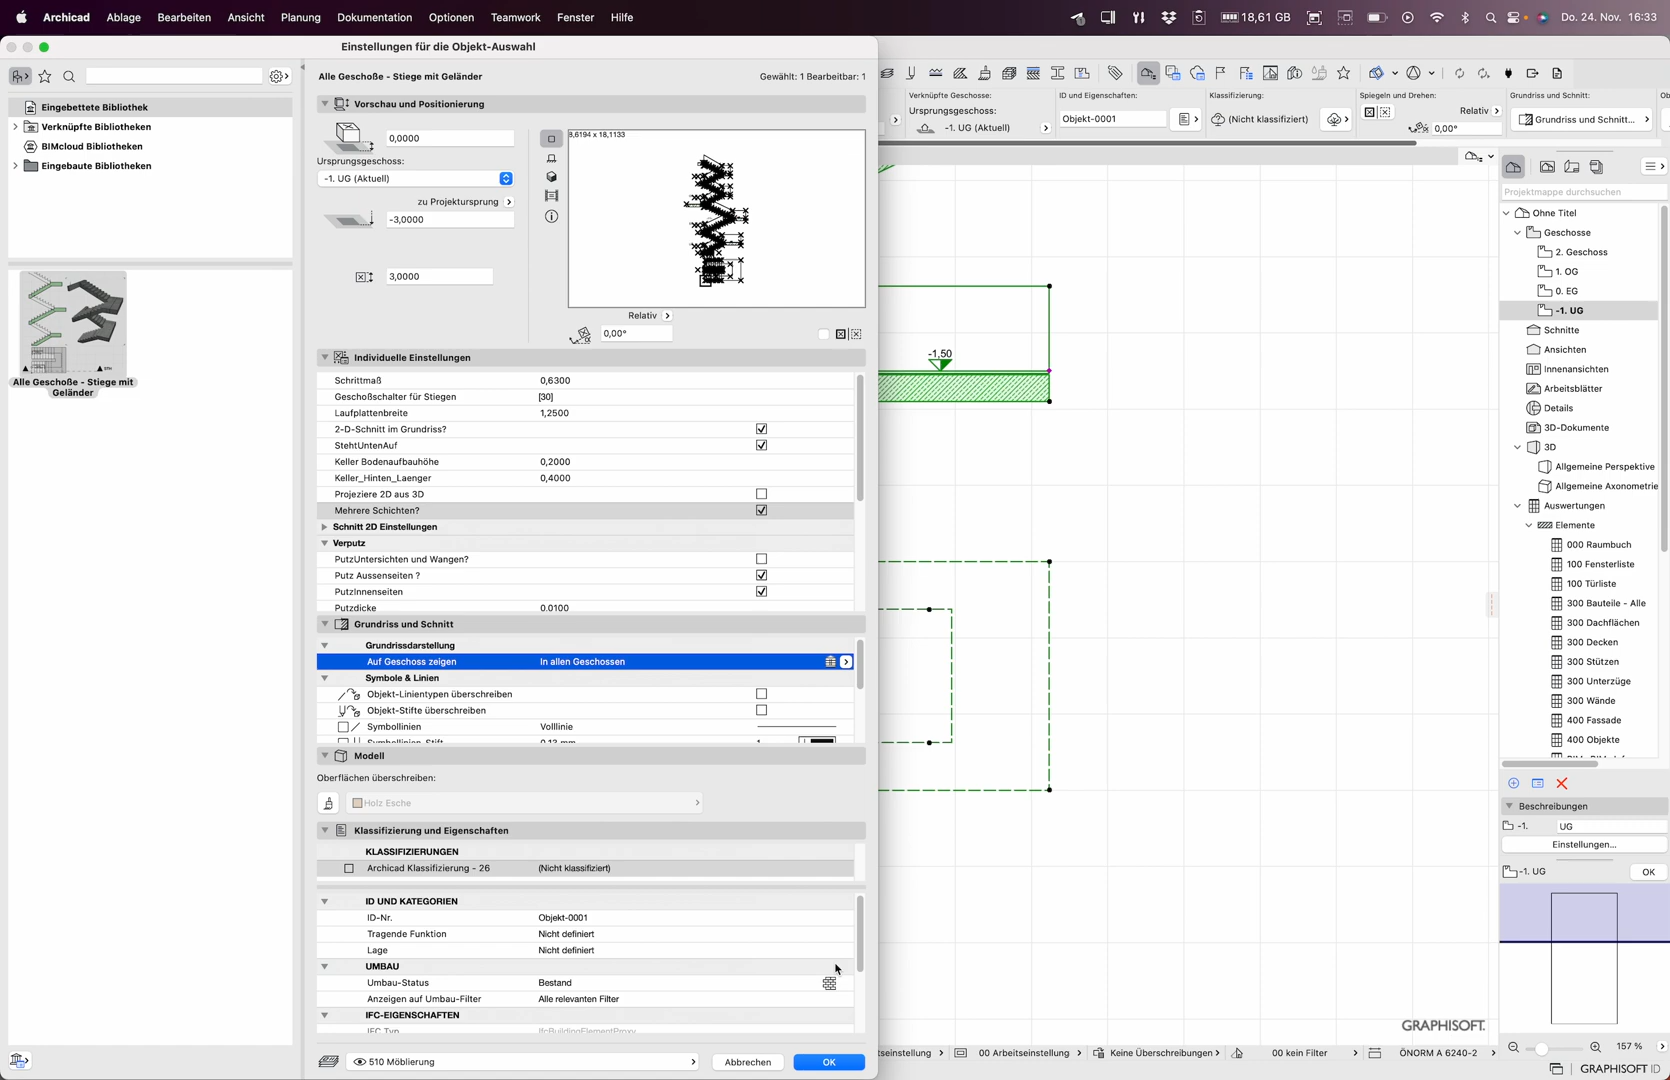 Archicad Ablage Bearbeiten Ansicht Planung Dokumentation Optionen Teamwork Fenster Hilfe 18,61 GB Do. 24. Nov. 16:33
Einstellungen für die Objekt-Auswahl
Alle Geschoße - Stiege mit Geländer Gewählt: 1 Bearbeitbar: 1
Eingebettete Bibliothek
Verknüpfte Bibliotheken
BIMcloud Bibliotheken
Eingebaute Bibliotheken
Alle Geschoße - Stiege mit
Geländer
Vorschau und Positionierung
0,0000
Ursprungsgeschoss:
-1. UG (Aktuell)
zu Projektursprung
-3,0000
3,0000
8,6194 x 18,1133
Relativ
0,00°
Individuelle Einstellungen
Schrittmaß 0,6300
Geschoßschalter für Stiegen [30]
Laufplattenbreite 1,2500
2-D-Schnitt im Grundriss?
StehtUntenAuf
Keller Bodenaufbauhöhe 0,2000
Keller_Hinten_Laenger 0,4000
Projeziere 2D aus 3D
Mehrere Schichten?
Schnitt 2D Einstellungen
Verputz
PutzUntersichten und Wangen?
Putz Aussenseiten ?
PutzInnenseiten
Putzdicke 0.0100
Grundriss und Schnitt
Grundrissdarstellung
Auf Geschoss zeigen In allen Geschossen
Symbole & Linien
Objekt-Linientypen überschreiben
Objekt-Stifte überschreiben
Symbollinien Volllinie
Symbollinien-Stift 0.13 mm 1
Modell
Oberflächen überschreiben:
Holz Esche
Klassifizierung und Eigenschaften
KLASSIFIZIERUNGEN
Archicad Klassifizierung - 26 (Nicht klassifiziert)
ID UND KATEGORIEN
ID-Nr. Objekt-0001
Tragende Funktion Nicht definiert
Lage Nicht definiert
UMBAU
Umbau-Status Bestand
Anzeigen auf Umbau-Filter Alle relevanten Filter
IFC-EIGENSCHAFTEN
IFC Typ IfcBuildingElementProxy
510 Möblierung
Abbrechen OK
Verknüpfte Geschosse: ID und Eigenschaften: Klassifizierung: Spiegeln und Drehen: Grundriss und Schnitt:
Ursprungsgeschoss:
-1. UG (Aktuell) Objekt-0001 (Nicht klassifiziert) Relativ 0,00° Grundriss und Schnitt...
-1,50
GRAPHISOFT.
Projektmappe durchsuchen
Ohne Titel
Geschosse
2. Geschoss
1. OG
0. EG
-1. UG
Schnitte
Ansichten
Innenansichten
Arbeitsblätter
Details
3D-Dokumente
3D
Allgemeine Perspektive
Allgemeine Axonometrie
Auswertungen
Elemente
000 Raumbuch
100 Fensterliste
100 Türliste
300 Bauteile - Alle
300 Dachflächen
300 Decken
300 Stützen
300 Unterzüge
300 Wände
400 Fassade
400 Objekte
Beschreibungen
-1. UG
Einstellungen...
-1. UG OK
tseinstellung 00 Arbeitseinstellung Keine Überschreibungen 00 kein Filter ÖNORM A 6240-2 157 %
GRAPHISOFT ID